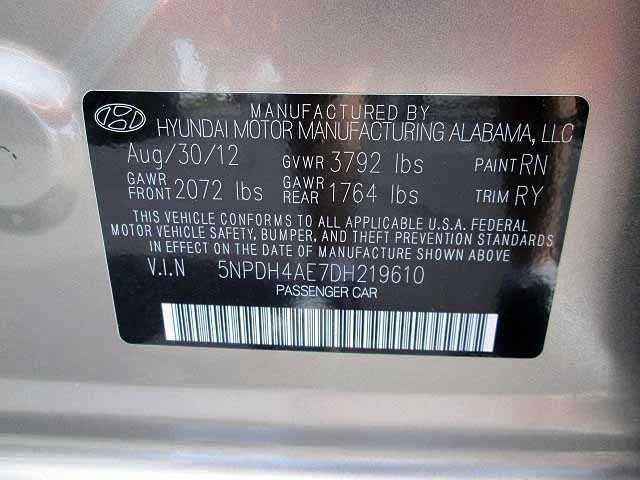 MANUFACTURED BY
HYUNDAI MOTOR MANUFACTURING ALABAMA, LLC
Aug/30/12 GVWR 3792 lbs PAINT RN
GAWR FRONT 2072 lbs GAWR REAR 1764 lbs TRIM RY
THIS VEHICLE CONFORMS TO ALL APPLICABLE U.S.A. FEDERAL
MOTOR VEHICLE SAFETY, BUMPER, AND THEFT PREVENTION STANDARDS
IN EFFECT ON THE DATE OF MANUFACTURE SHOWN ABOVE
V.I.N 5NPDH4AE7DH219610
PASSENGER CAR